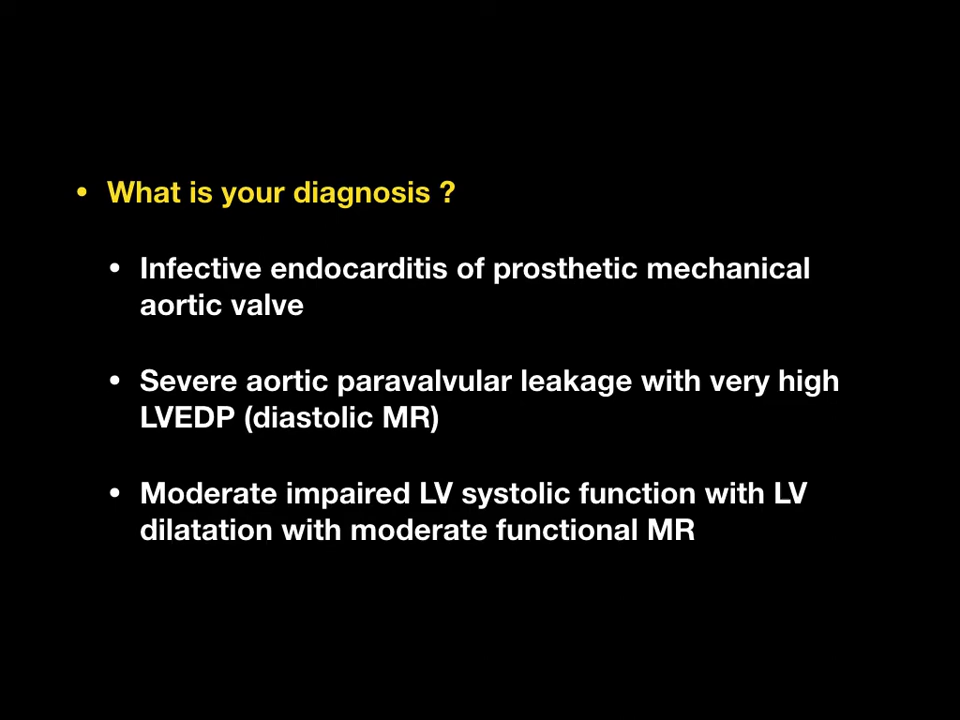 • What is your diagnosis ?
• Infective endocarditis of prosthetic mechanical
aortic valve
• Severe aortic paravalvular leakage with very high
LVEDP (diastolic MR)
• Moderate impaired LV systolic function with LV
dilatation with moderate functional MR